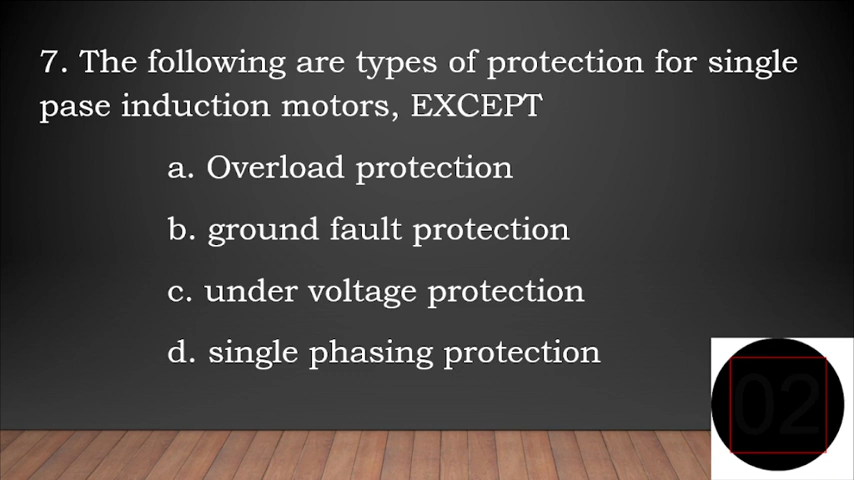 7. The following are types of protection for single
pase induction motors, EXCEPT
a. Overload protection
b. ground fault protection
c. under voltage protection
d. single phasing protection
02